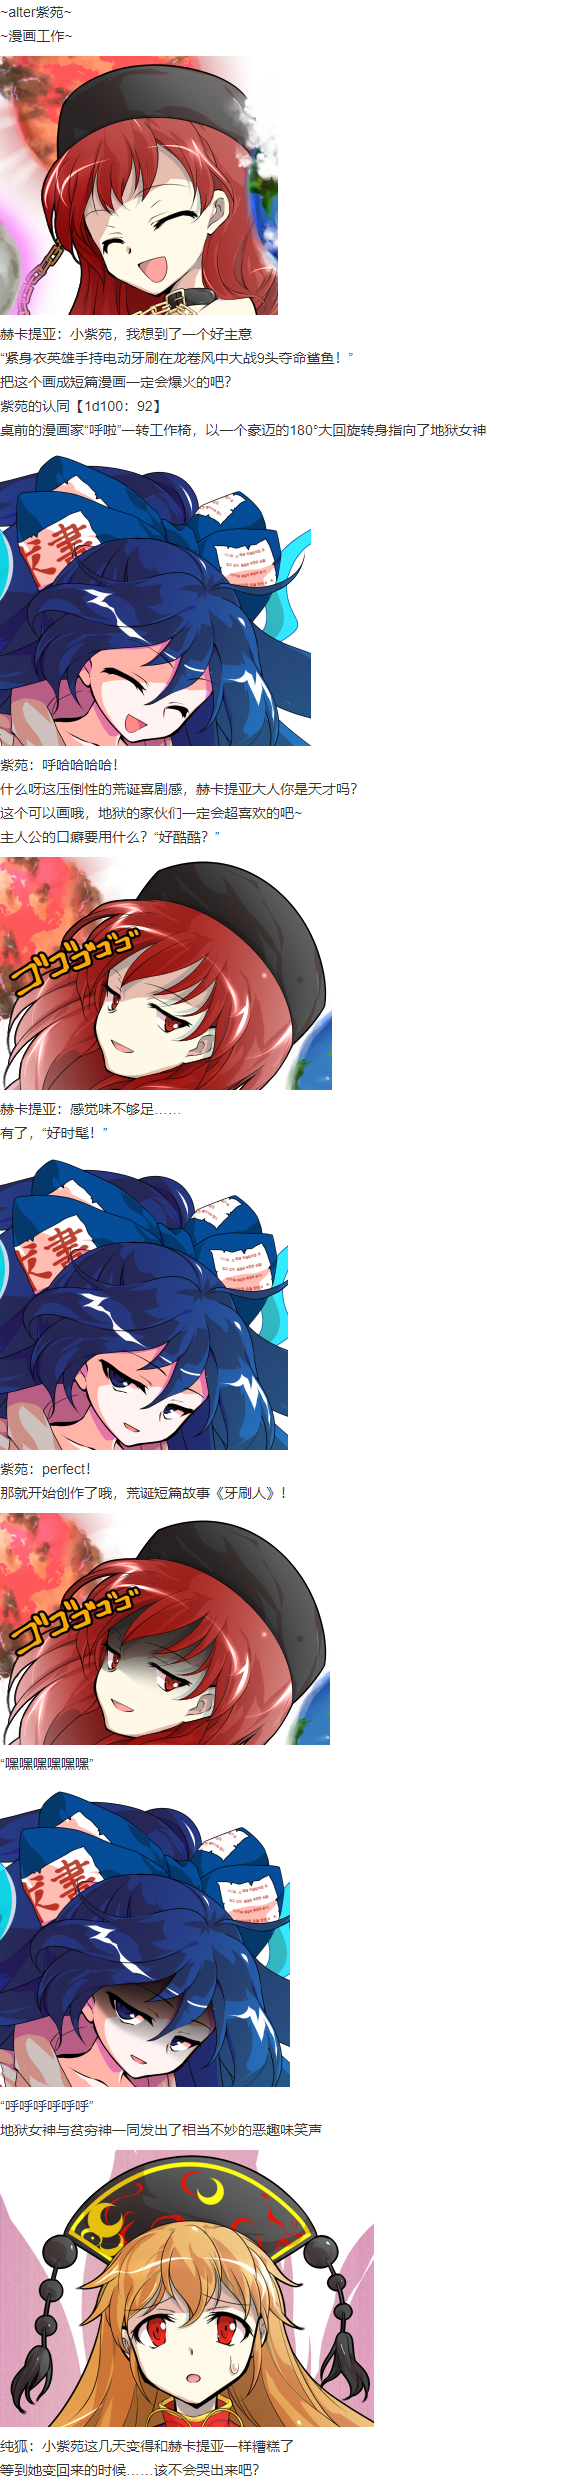 ~alter紫苑~
~漫画工作~
赫卡提亚：小紫苑，我想到了一个好主意
“紧身衣英雄手持电动牙刷在龙卷风中大战9头夺命鲨鱼！”
把这个画成短篇漫画一定会爆火的吧？
紫苑的认同【1d100：92】
桌前的漫画家“呼啦”一转工作椅，以一个豪迈的180°大回旋转身指向了地狱女神
紫苑：呼哈哈哈哈！
什么呀这压倒性的荒诞喜剧感，赫卡提亚大人你是天才吗？
这个可以画哦，地狱的家伙们一定会超喜欢的吧~
主人公的口癖要用什么？“好酷酷？”
ゴゴゴゴゴゴ
赫卡提亚：感觉味不够足……
有了，“好时髦！”
紫苑：perfect！
那就开始创作了哦，荒诞短篇故事《牙刷人》！
ゴゴゴゴゴゴ
“嘿嘿嘿嘿嘿嘿”
“呼呼呼呼呼呼”
地狱女神与贫穷神一同发出了相当不妙的恶趣味笑声
纯狐：小紫苑这几天变得和赫卡提亚一样糟糕了
等到她变回来的时候……该不会哭出来吧？